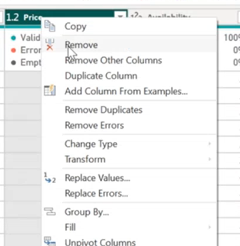 1.2 Price
Availability
Valid
100%
Error
0%
Empt
0%
Copy
Remove
Remove Other Columns
Duplicate Column
Add Column From Examples...
Remove Duplicates
Remove Errors
Change Type
Transform
Replace Values...
Replace Errors...
Group By...
Fill
Unpivot Columns